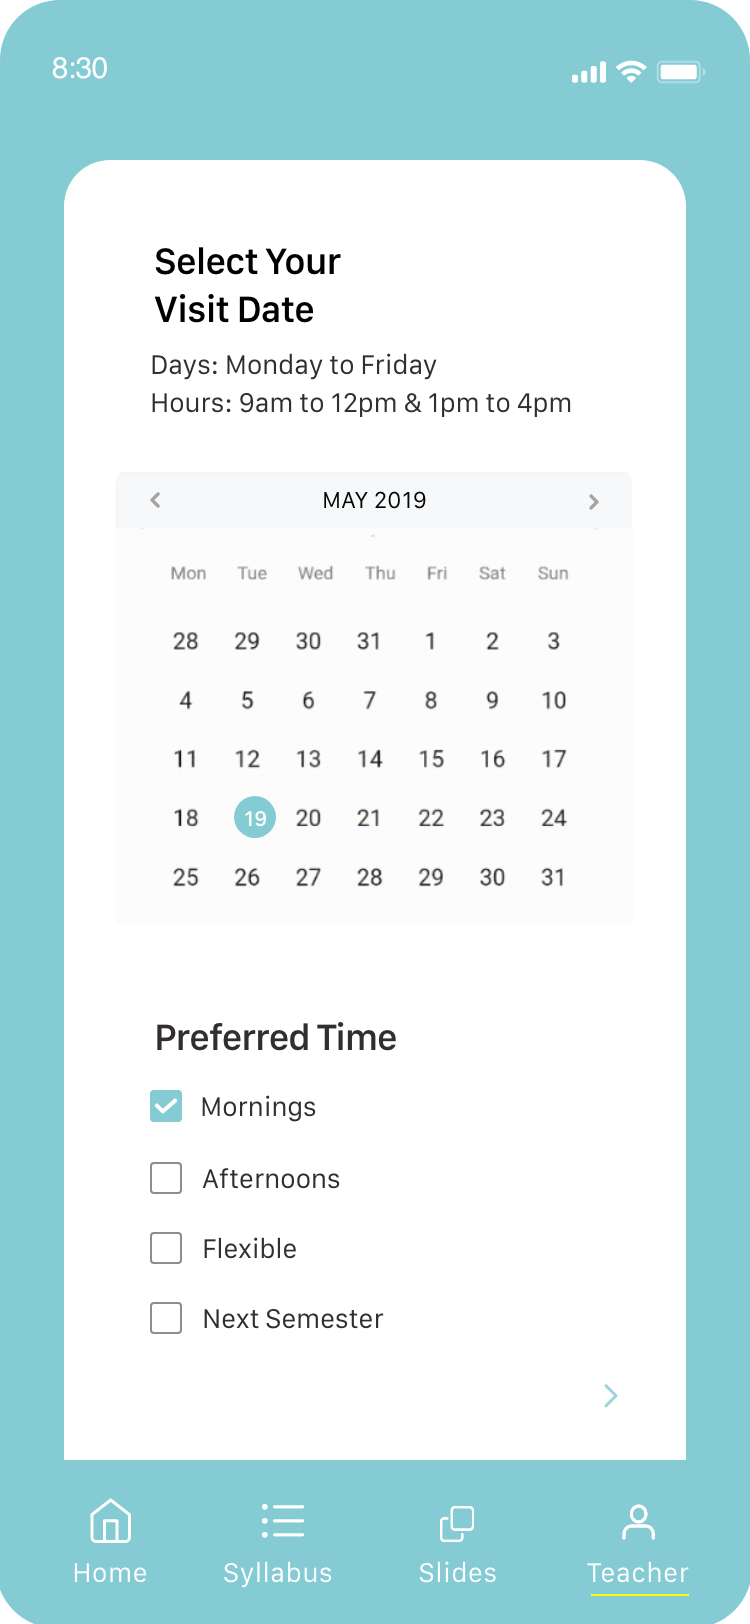 8:30
Select Your
Visit Date
Days: Monday to Friday
Hours: 9am to 12pm & 1pm to 4pm
MAY 2019
Mon Tue Wed Thu Fri Sat Sun
28 29 30 31 1 2 3
4 5 6 7 8 9 10
11 12 13 14 15 16 17
18 19 20 21 22 23 24
25 26 27 28 29 30 31
Preferred Time
Mornings
Afternoons
Flexible
Next Semester
Home Syllabus Slides Teacher